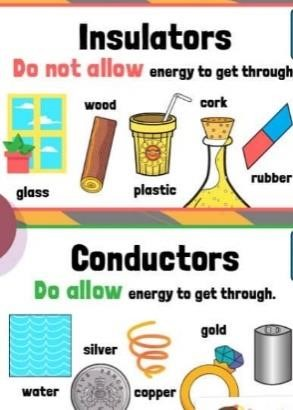 Insulators
Do not allow energy to get through
wood
cork
glass
plastic
rubber
Conductors
Do allow energy to get through.
gold
silver
water
copper